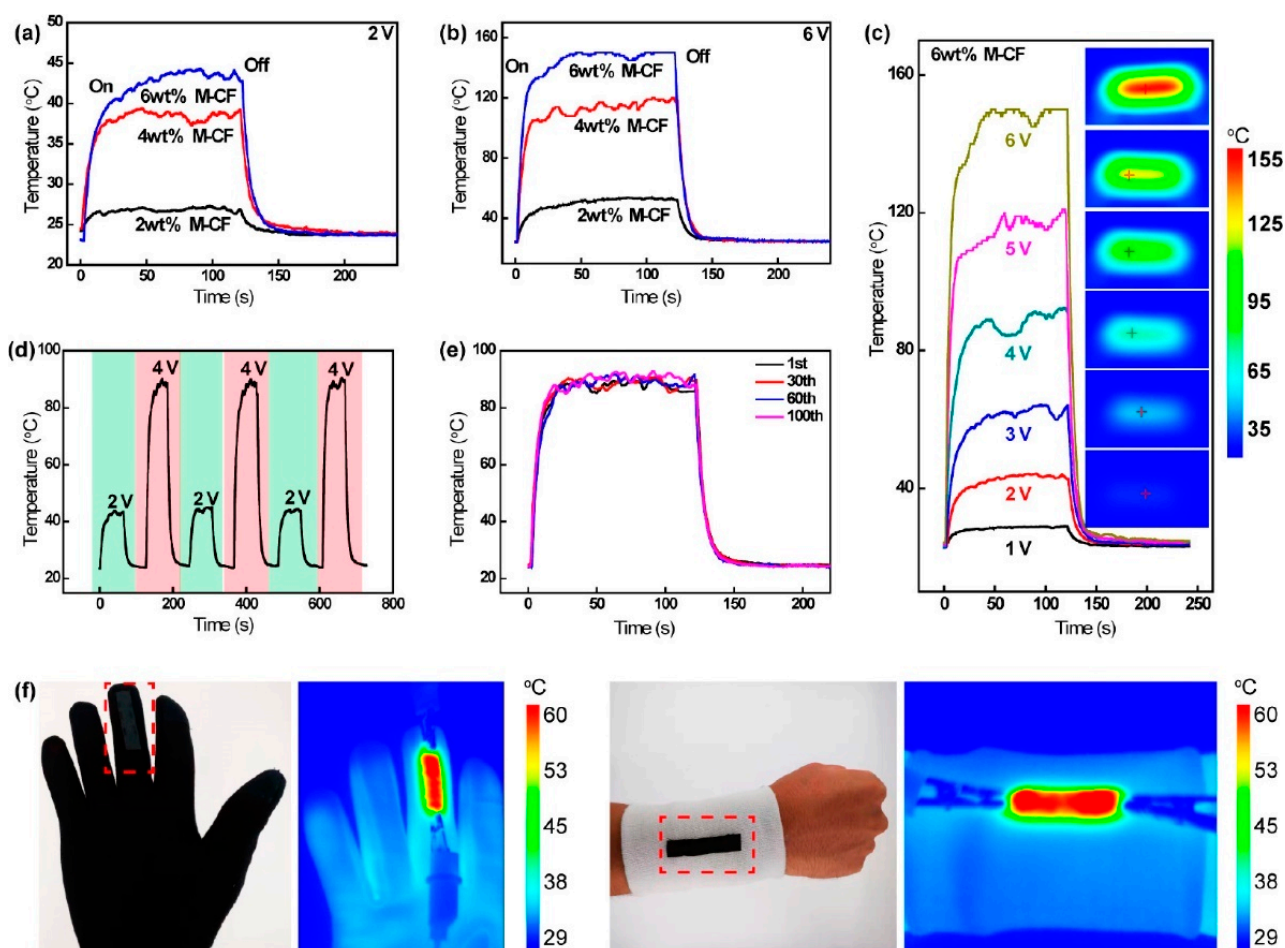 (a)
2 V
50
45
40
35
30
25
20
Temperature (°C)
On
Off
6wt% M-CF
4wt% M-CF
2wt% M-CF
0 50 100 150 200
Time (s)
(b)
6 V
160
120
80
40
Temperature (°C)
On
Off
6wt% M-CF
4wt% M-CF
2wt% M-CF
0 50 100 150 200
Time (s)
(c)
6wt% M-CF
160
120
80
40
Temperature (°C)
6 V
5 V
4 V
3 V
2 V
1 V
0 50 100 150 200 250
Time (s)
°C
155
125
95
65
35
(d)
100
80
60
40
20
Temperature (°C)
2 V 4 V 2 V 4 V 2 V 4 V
0 200 400 600 800
Time (s)
(e)
100
80
60
40
20
Temperature (°C)
1st
30th
60th
100th
0 50 100 150 200
Time (s)
(f)
°C
60
53
45
38
29
°C
60
53
45
38
29